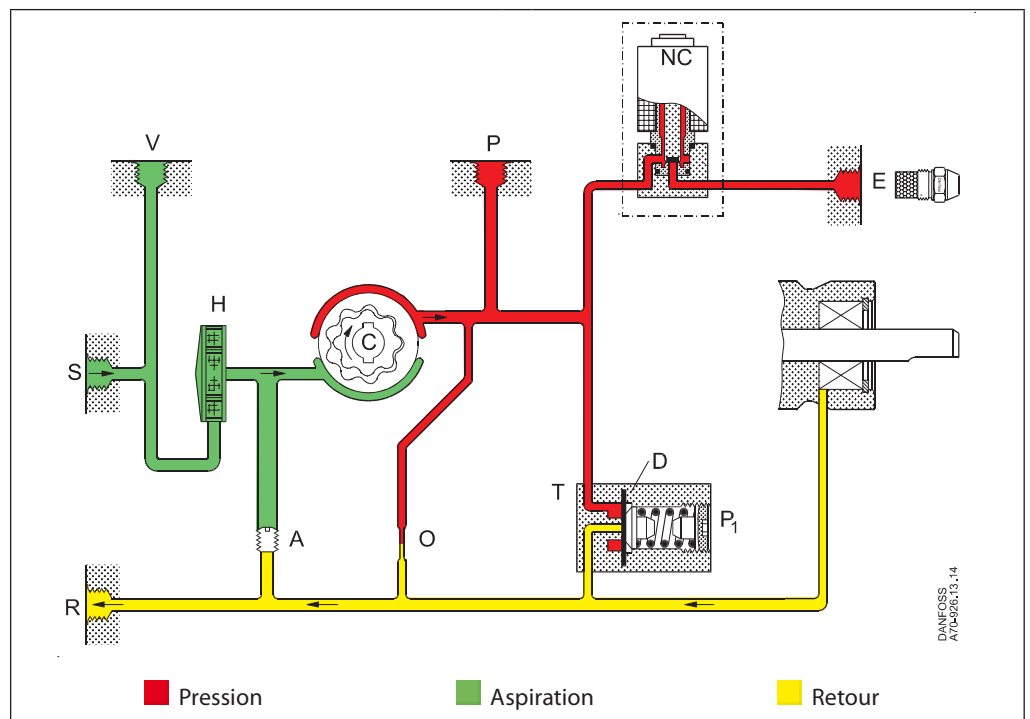 NC
V
P
E
H
C
S
D
T
P1
A
O
R
DANFOSS
A70-926.13,14
Pression
Aspiration
Retour